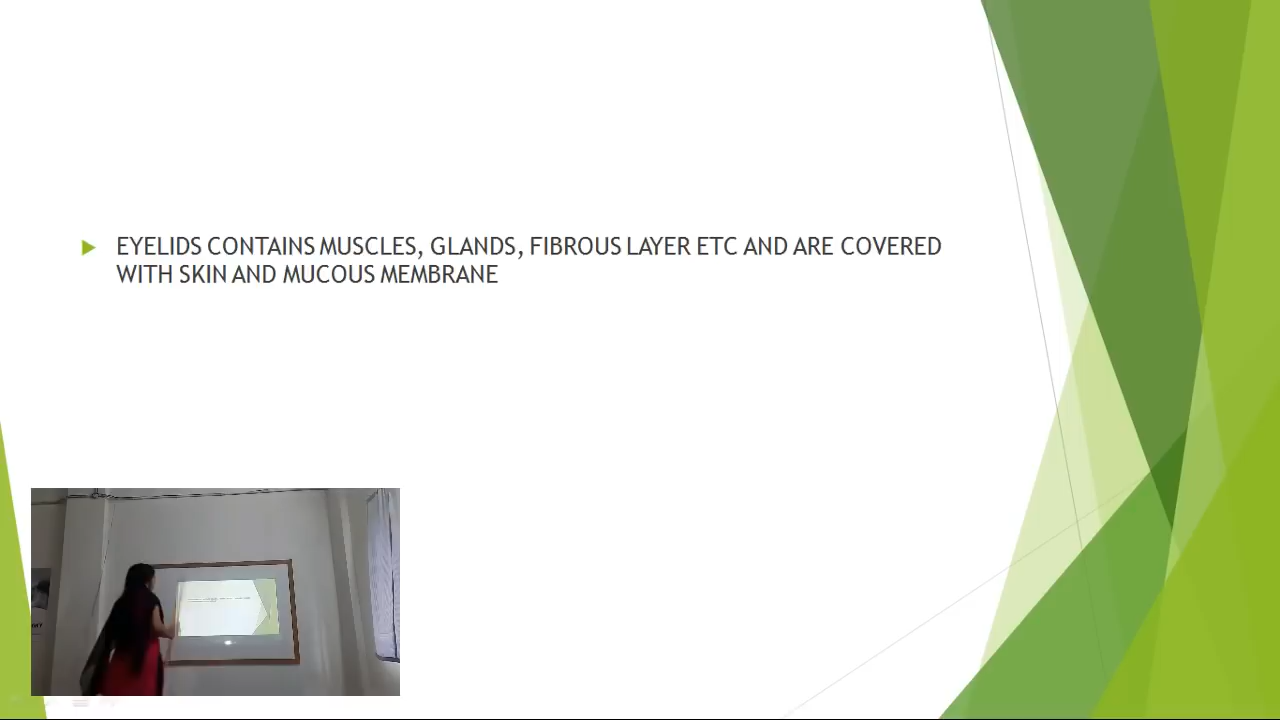 EYELIDS CONTAINS MUSCLES, GLANDS, FIBROUS LAYER ETC AND ARE COVERED
WITH SKIN AND MUCOUS MEMBRANE